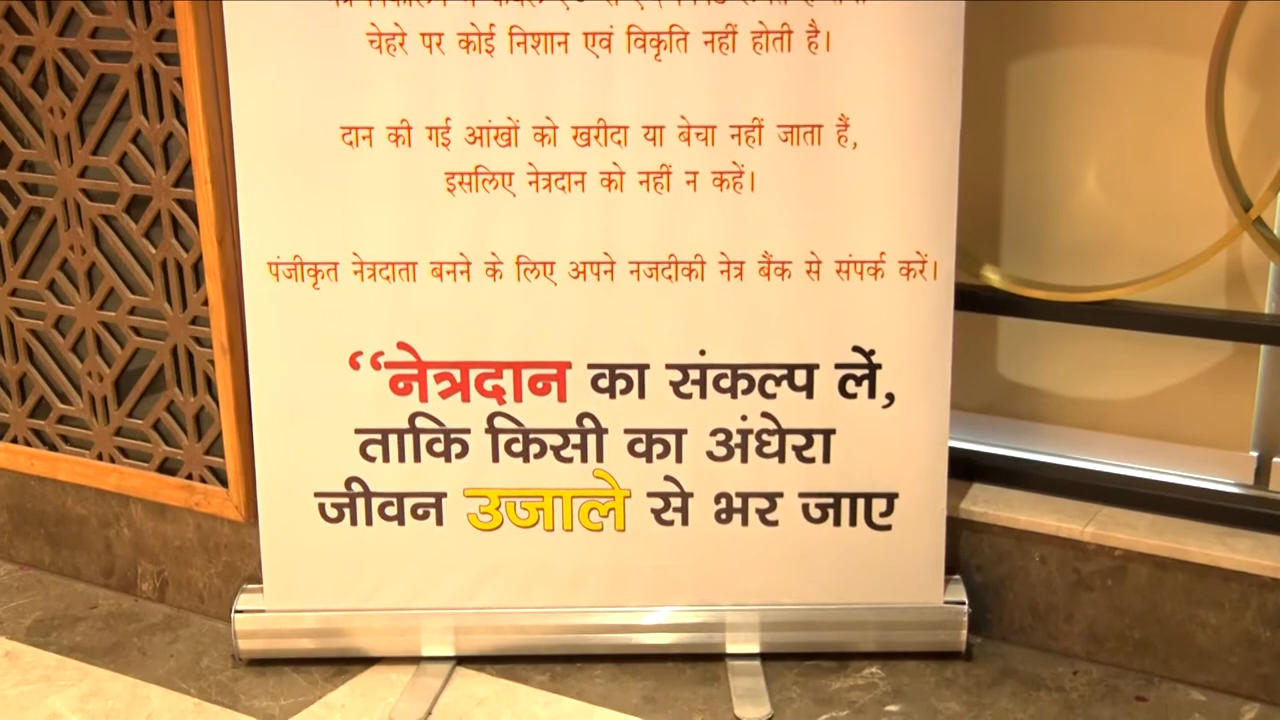 चेहरे पर कोई निशान एवं विकृति नहीं होती है।
दान की गई आंखों को खरीदा या बेचा नहीं जाता हैं,
इसलिए नेत्रदान को नहीं न कहें।
पंजीकृत नेत्रदाता बनने के लिए अपने नजदीकी नेत्र बैंक से संपर्क करें।
“नेत्रदान का संकल्प लें,
ताकि किसी का अंधेरा
जीवन उजाले से भर जाए